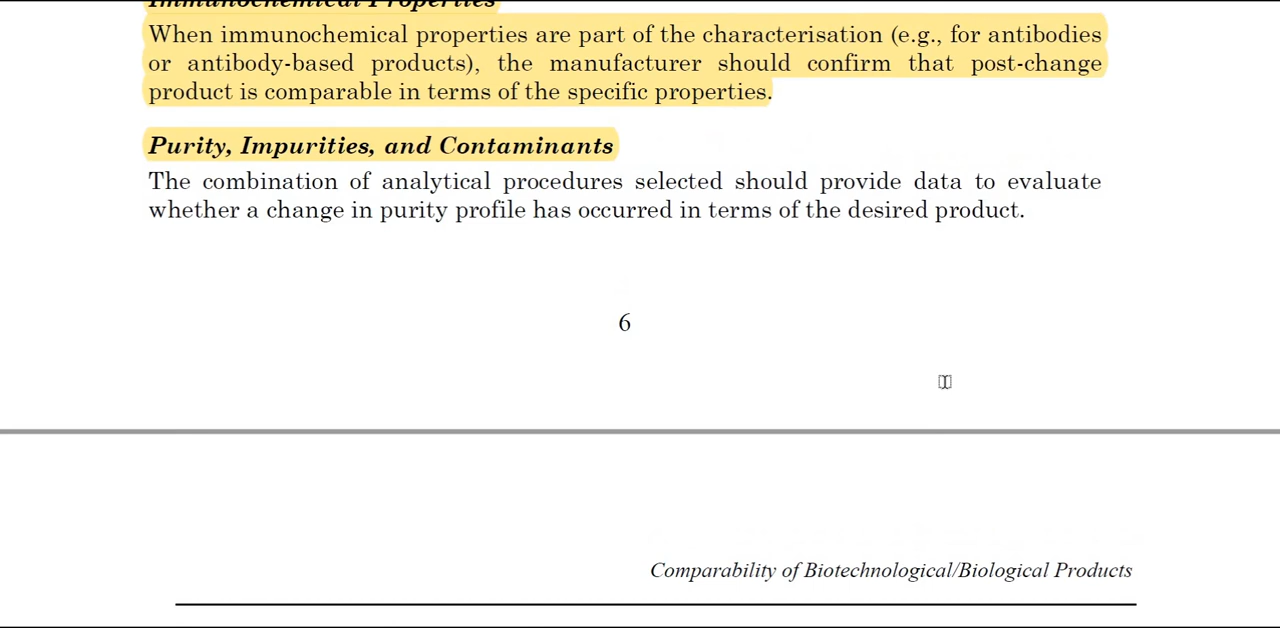 Immunochemical Properties
When immunochemical properties are part of the characterisation (e.g., for antibodies
or antibody-based products), the manufacturer should confirm that post-change
product is comparable in terms of the specific properties.
Purity, Impurities, and Contaminants
The combination of analytical procedures selected should provide data to evaluate
whether a change in purity profile has occurred in terms of the desired product.
6
Comparability of Biotechnological/Biological Products